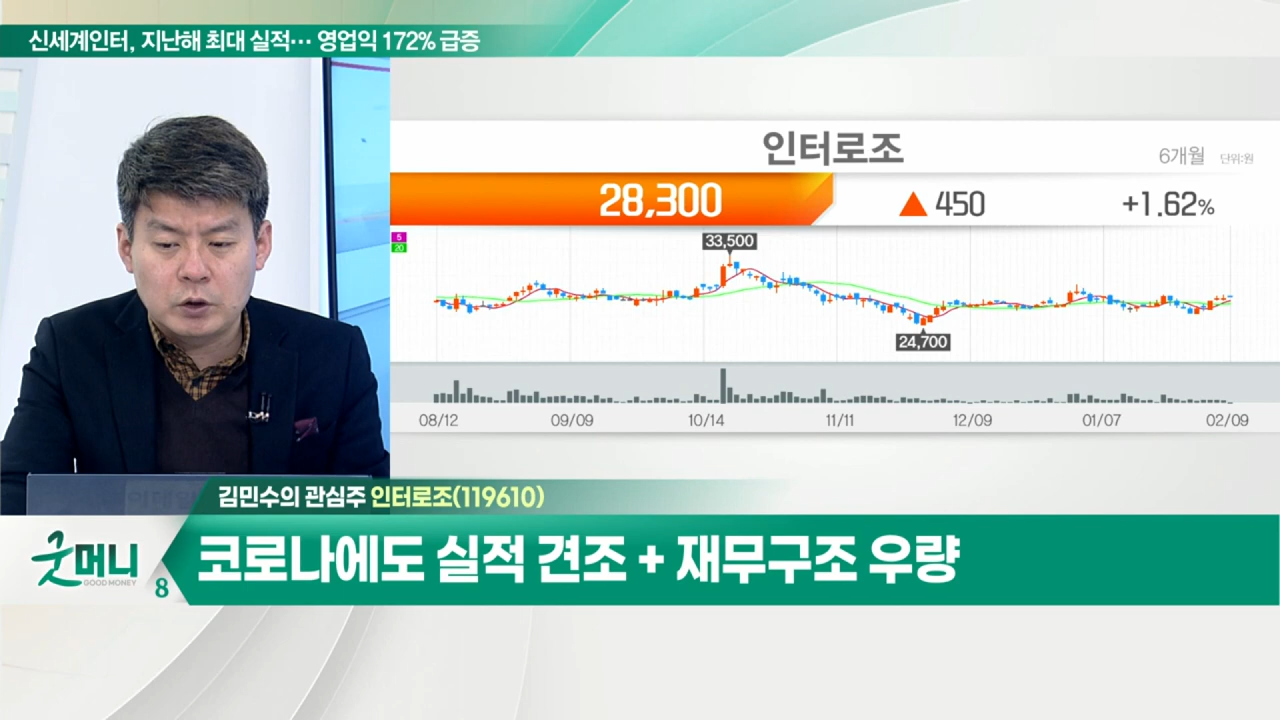 신세계인터, 지난해 최대 실적… 영업익 172% 급증
인터로조
6개월 단위:원
28,300 ▲ 450 +1.62%
5
20
33,500
24,700
08/12 09/09 10/14 11/11 12/09 01/07 02/09
김민수의 관심주 인터로조(119610)
굿머니
GOOD MONEY
8
코로나에도 실적 견조 + 재무구조 우량